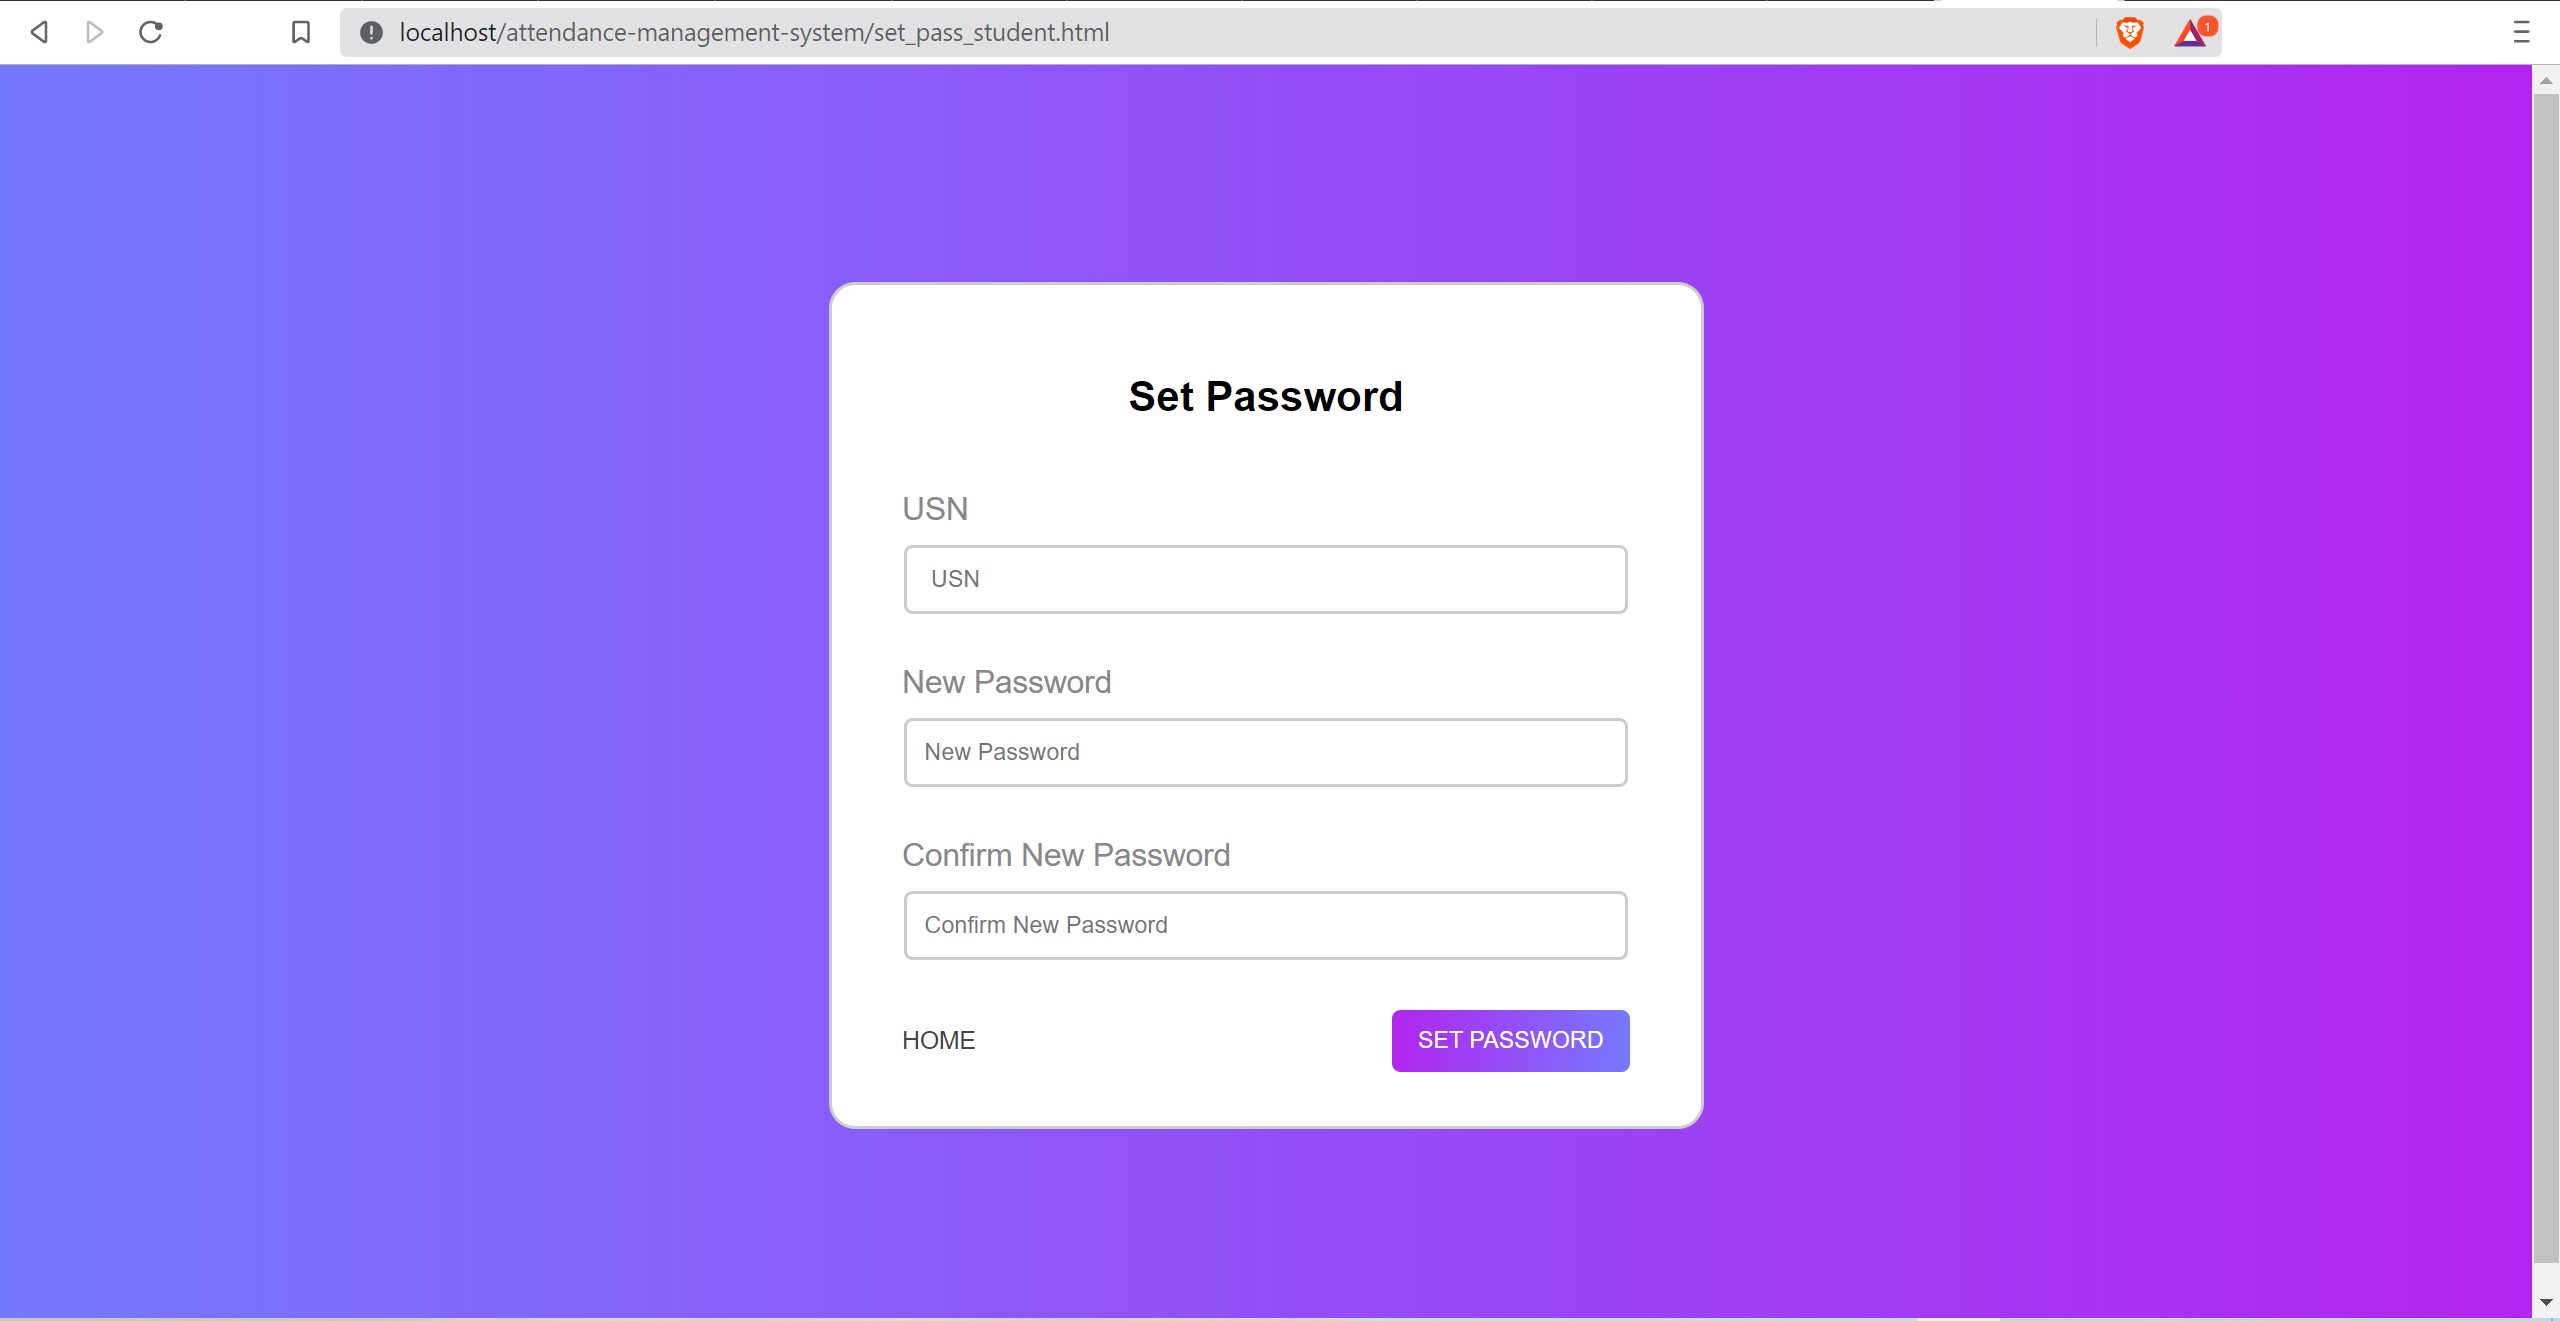 localhost/attendance-management-system/set_pass_student.html
1
Set Password
USN
USN
New Password
New Password
Confirm New Password
Confirm New Password
HOME
SET PASSWORD